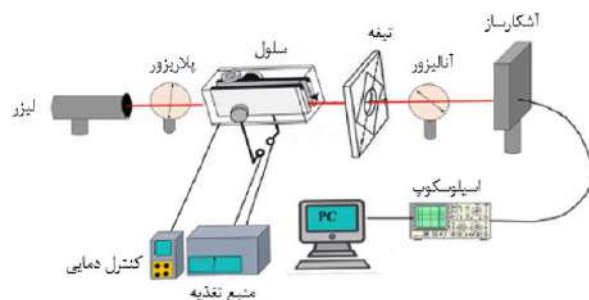 آشکارساز
تیغه
سلول
آنالیزور
پلاریزور
لیزر
اسیلوسکوپ
PC
کنترل دمایی
منبع تغذیه